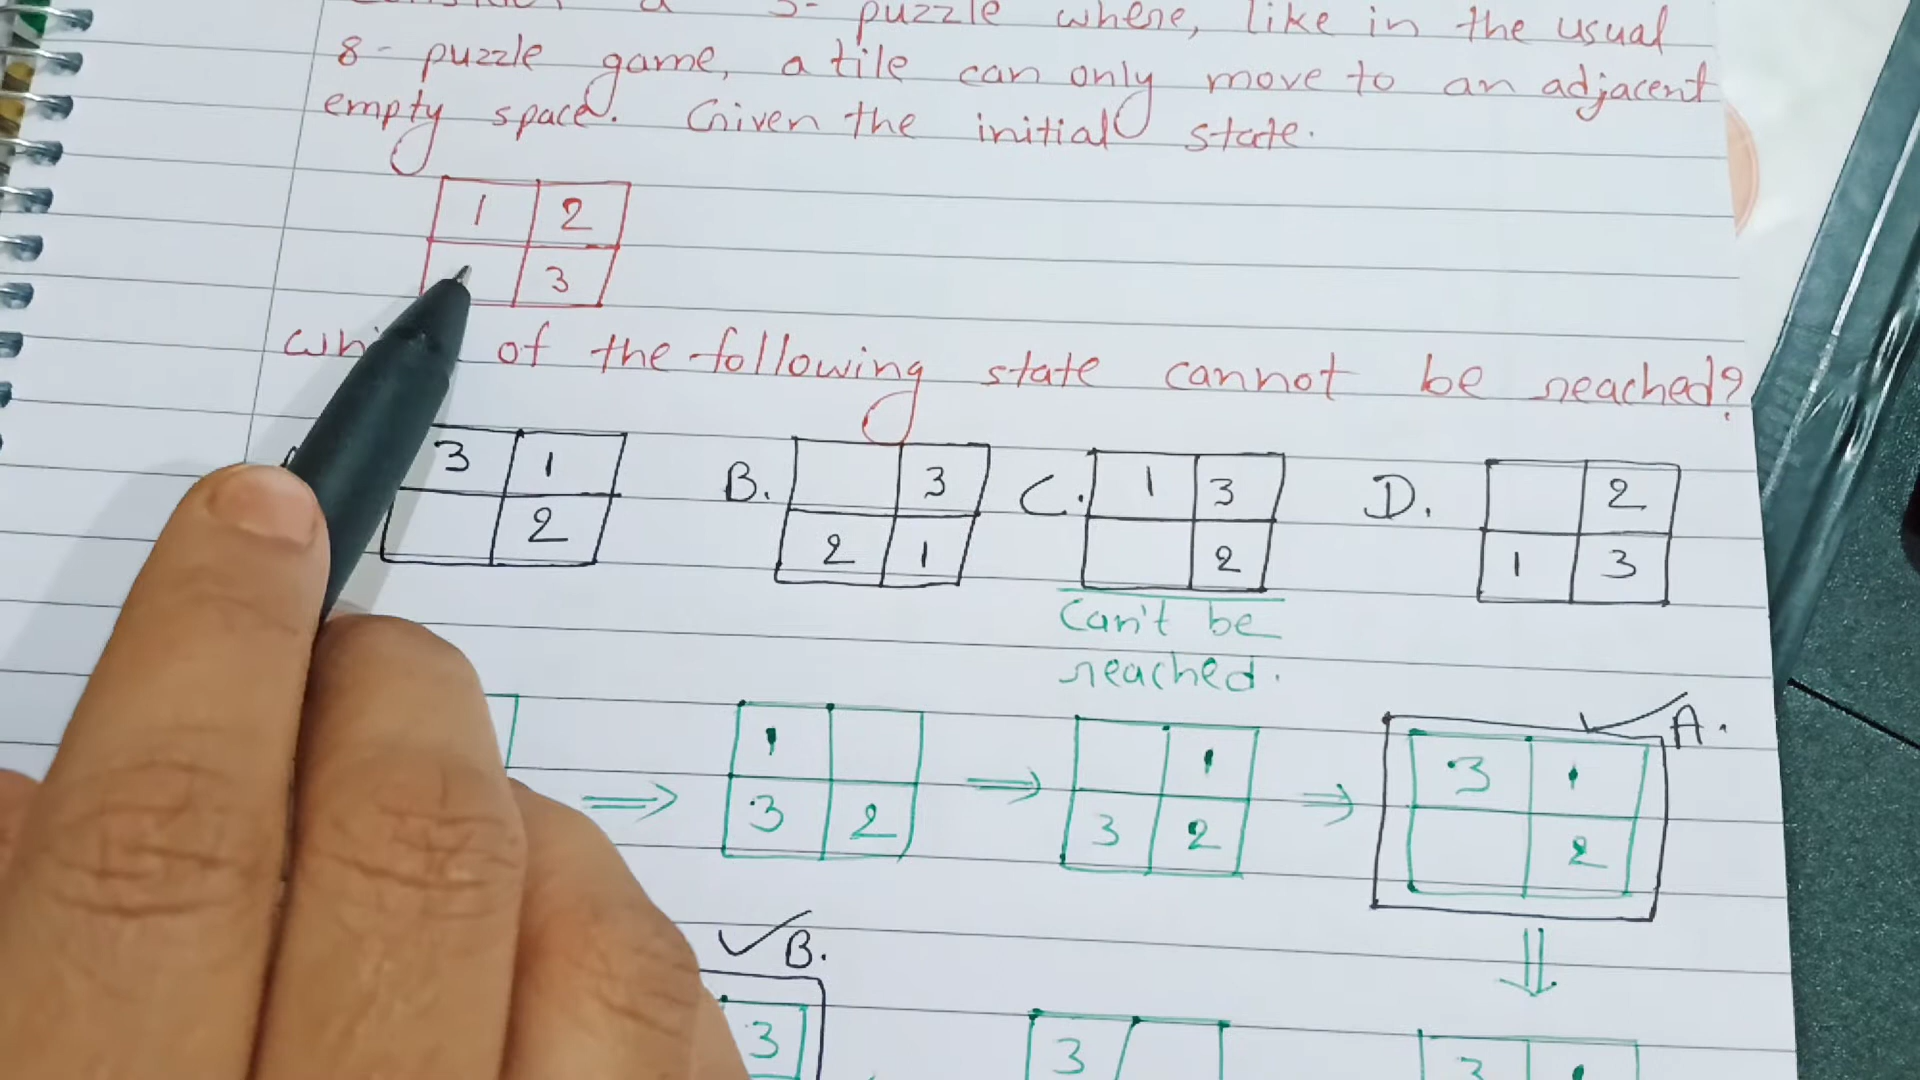 a 3- puzzle where, like in the usual
8- puzzle game, a tile can only move to an adjacent
empty space. Given the initial state.
1 2
3
of the following state cannot be reached?
3 1
2
B.
3
2 1
C.
1 3
2
D.
2
1 3
Can't be
reached.
1
3 2
1
3 2
A.
3 1
2
B.
3
3